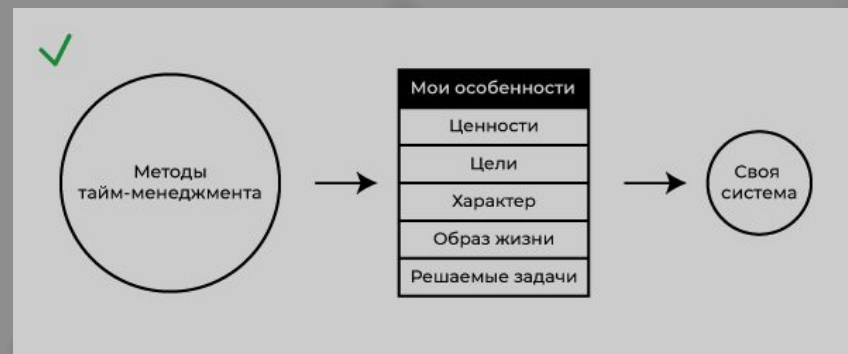 Методы
тайм-менеджмента
Мои особенности
Ценности
Цели
Характер
Образ жизни
Решаемые задачи
Своя
система